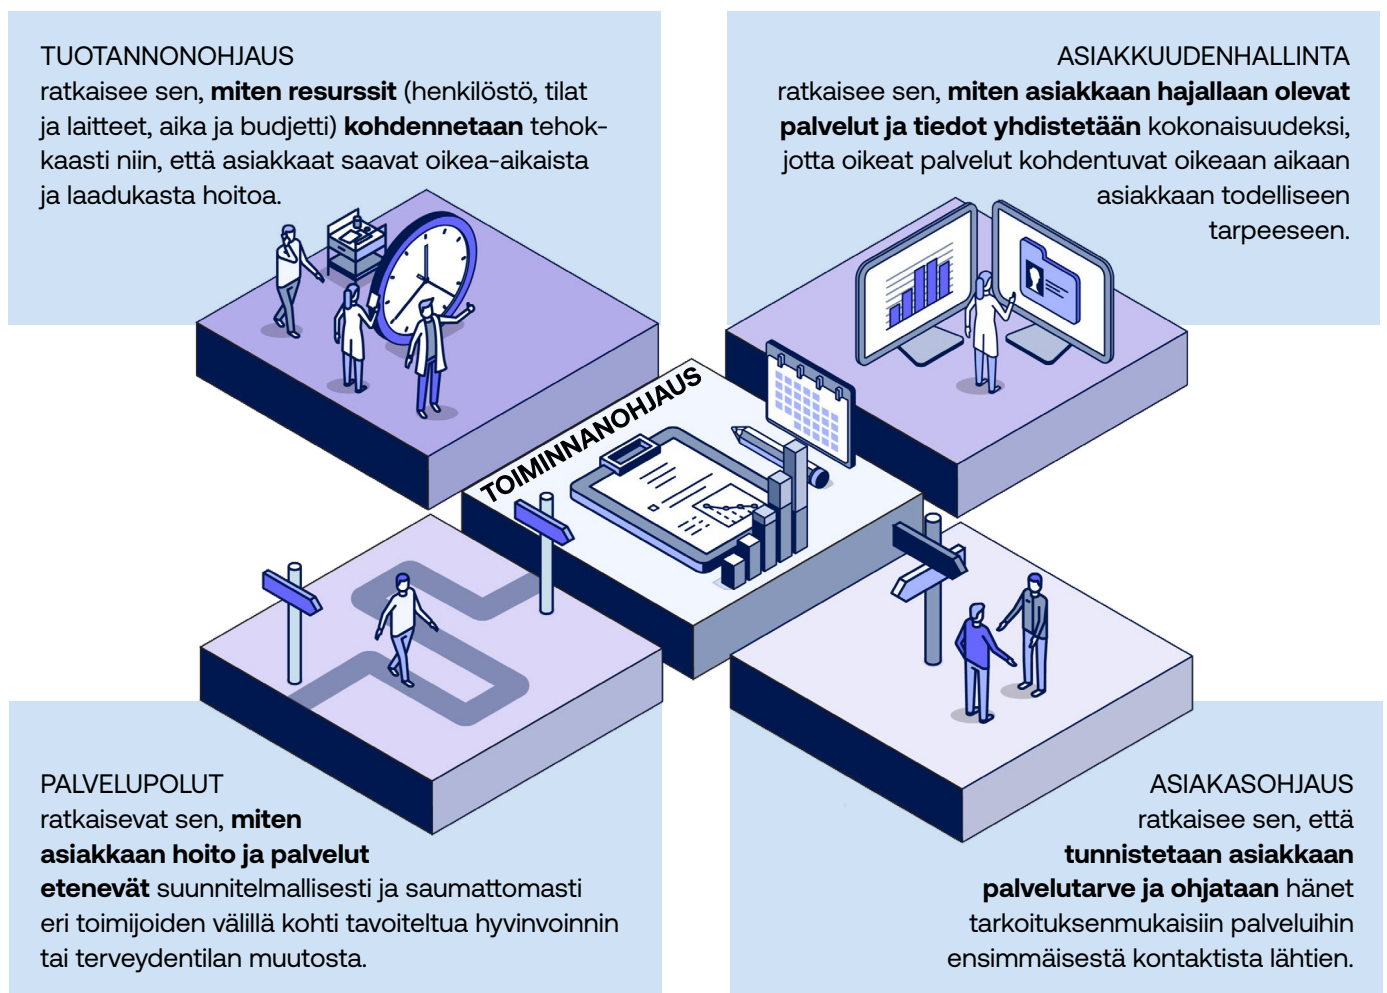 TUOTANNONOHJAUS
ratkaisee sen, miten resurssit (henkilöstö, tilat
ja laitteet, aika ja budjetti) kohdennetaan tehok-
kaasti niin, että asiakkaat saavat oikea-aikaista
ja laadukasta hoitoa.
ASIAKKUUDENHALLINTA
ratkaisee sen, miten asiakkaan hajallaan olevat
palvelut ja tiedot yhdistetään kokonaisuudeksi,
jotta oikeat palvelut kohdentuvat oikeaan aikaan
asiakkaan todelliseen
tarpeeseen.
TOIMINNANOHJAUS
PALVELUPOLUT
ratkaisevat sen, miten
asiakkaan hoito ja palvelut
etenevät suunnitelmallisesti ja saumattomasti
eri toimijoiden välillä kohti tavoiteltua hyvinvoinnin
tai terveydentilan muutosta.
ASIAKASOHJAUS
ratkaisee sen, että
tunnistetaan asiakkaan
palvelutarve ja ohjataan hänet
tarkoituksenmukaisiin palveluihin
ensimmäisestä kontaktista lähtien.